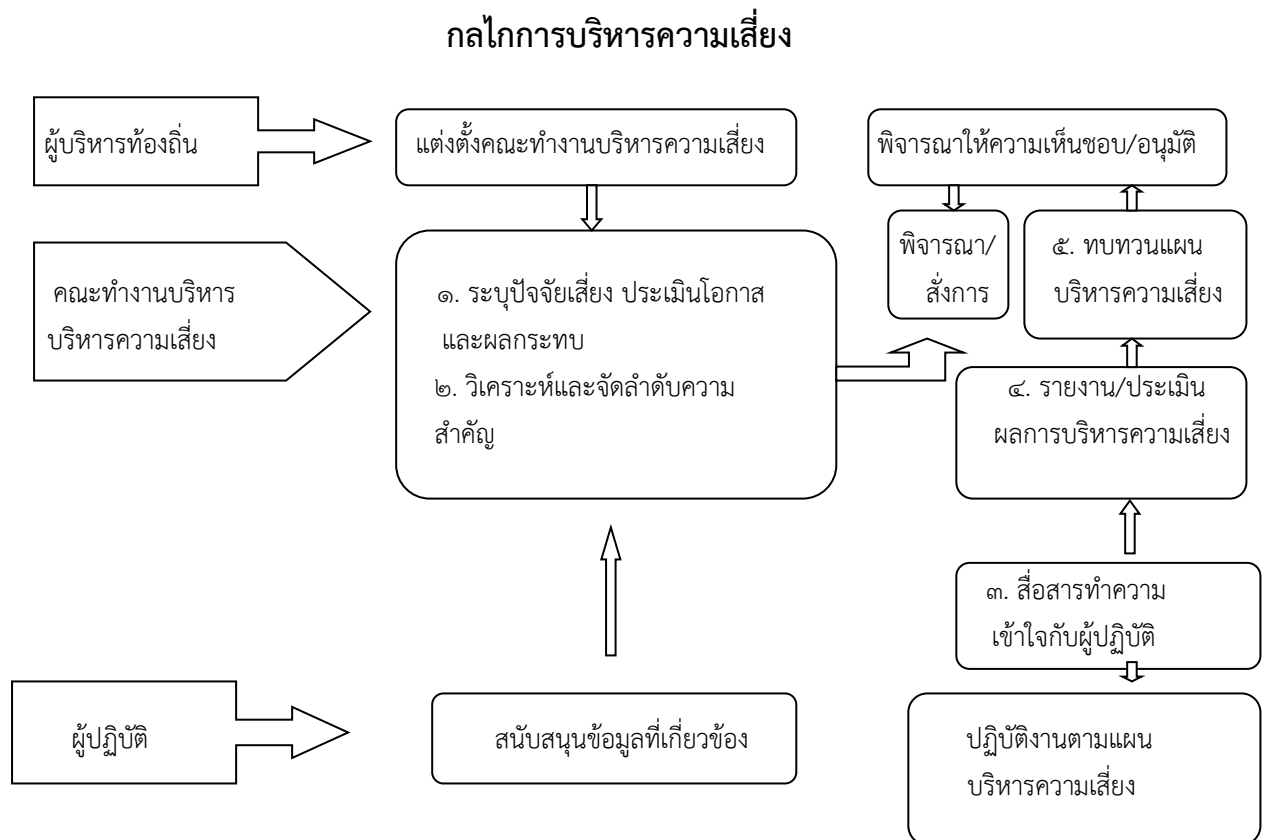 กลไกการบริหารความเสี่ยง
ผู้บริหารท้องถิ่น
แต่งตั้งคณะทำงานบริหารความเสี่ยง
พิจารณาให้ความเห็นชอบ/อนุมัติ
คณะทำงานบริหาร
บริหารความเสี่ยง
๑. ระบุปัจจัยเสี่ยง ประเมินโอกาส
และผลกระทบ
๒. วิเคราะห์และจัดลำดับความ
สำคัญ
พิจารณา/
สั่งการ
๕. ทบทวนแผน
บริหารความเสี่ยง
๔. รายงาน/ประเมิน
ผลการบริหารความเสี่ยง
๓. สื่อสารทำความ
เข้าใจกับผู้ปฏิบัติ
ผู้ปฏิบัติ
สนับสนุนข้อมูลที่เกี่ยวข้อง
ปฏิบัติงานตามแผน
บริหารความเสี่ยง